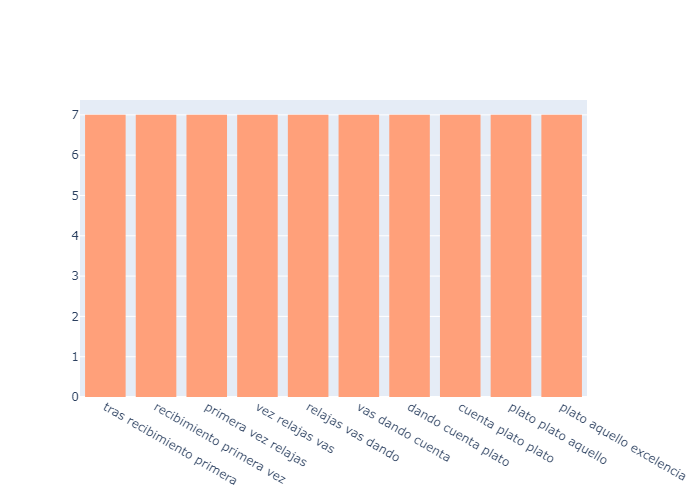 7
6
5
4
3
2
1
0
tras recibimiento primera
recibimiento primera vez
primera vez relajas
vez relajas vas
relajas vas dando
vas dando cuenta
dando cuenta plato
cuenta plato plato
plato plato aquello
plato aquello excelencia